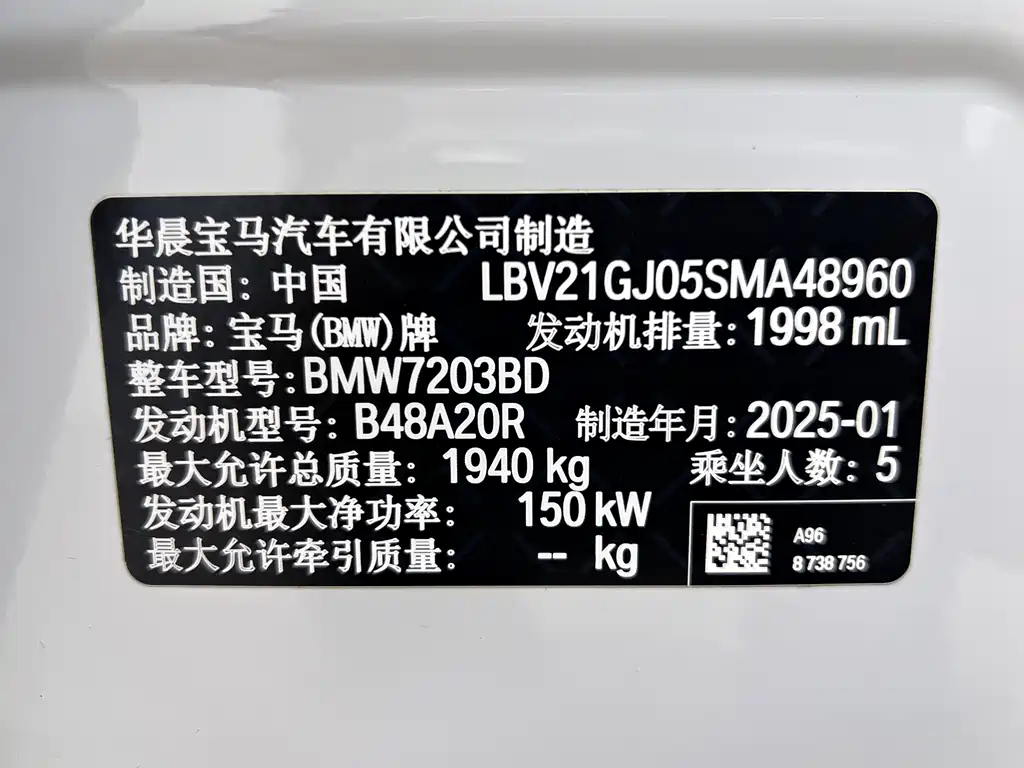 华晨宝马汽车有限公司制造
制造国：中国 LBV21GJ05SMA48960
品牌：宝马(BMW)牌 发动机排量：1998 mL
整车型号：BMW7203BD
发动机型号：B48A20R 制造年月：2025-01
最大允许总质量：1940 kg 乘坐人数：5
发动机最大净功率：150 kW
最大允许牵引质量：-- kg
A96
8 738 756